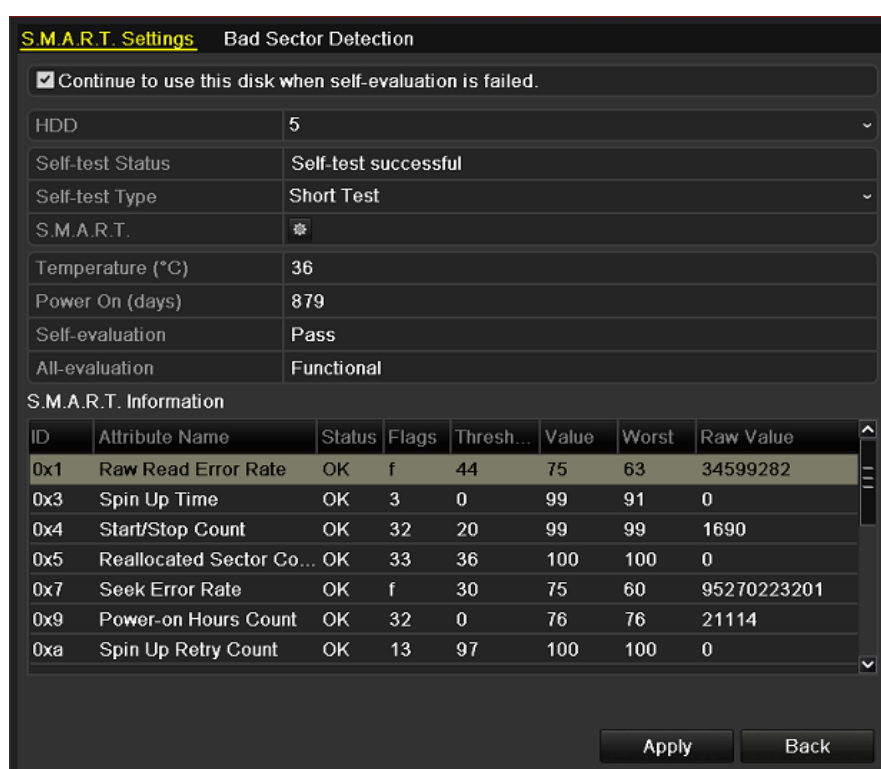 S.M.A.R.T. Settings Bad Sector Detection
Continue to use this disk when self-evaluation is failed.
HDD 5
Self-test Status Self-test successful
Self-test Type Short Test
S.M.A.R.T.
Temperature (°C) 36
Power On (days) 879
Self-evaluation Pass
All-evaluation Functional
S.M.A.R.T. Information
ID Attribute Name Status Flags Thresh... Value Worst Raw Value
0x1 Raw Read Error Rate OK f 44 75 63 34599282
0x3 Spin Up Time OK 3 0 99 91 0
0x4 Start/Stop Count OK 32 20 99 99 1690
0x5 Reallocated Sector Co... OK 33 36 100 100 0
0x7 Seek Error Rate OK f 30 75 60 95270223201
0x9 Power-on Hours Count OK 32 0 76 76 21114
0xa Spin Up Retry Count OK 13 97 100 100 0
Apply Back